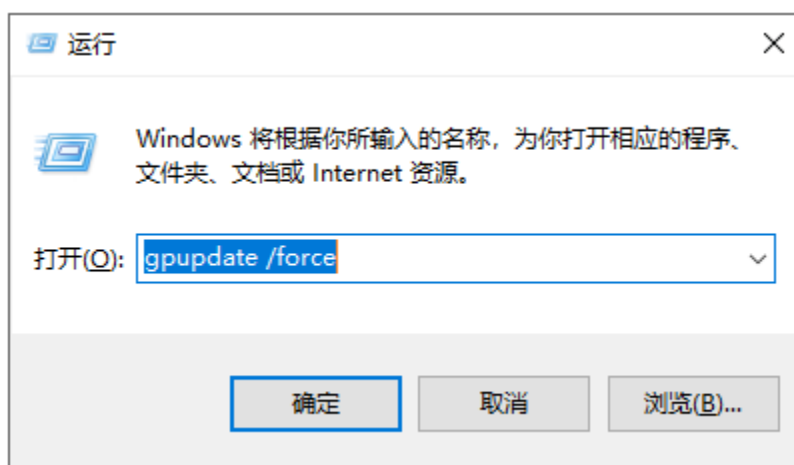 运行
Windows 将根据你所输入的名称，为你打开相应的程序、
文件夹、文档或 Internet 资源。
打开(O): gpupdate /force
确定 取消 浏览(B)...